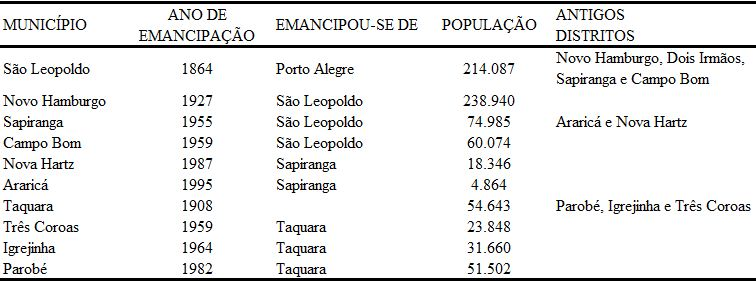 MUNICÍPIO ANO DE EMANCIPAÇÃO EMANCIPOU-SE DE POPULAÇÃO ANTIGOS DISTRITOS
São Leopoldo 1864 Porto Alegre 214.087 Novo Hamburgo, Dois Irmãos, Sapiranga e Campo Bom
Novo Hamburgo 1927 São Leopoldo 238.940
Sapiranga 1955 São Leopoldo 74.985 Araricá e Nova Hartz
Campo Bom 1959 São Leopoldo 60.074
Nova Hartz 1987 Sapiranga 18.346
Araricá 1995 Sapiranga 4.864
Taquara 1908 54.643 Parobé, Igrejinha e Três Coroas
Três Coroas 1959 Taquara 23.848
Igrejinha 1964 Taquara 31.660
Parobé 1982 Taquara 51.502